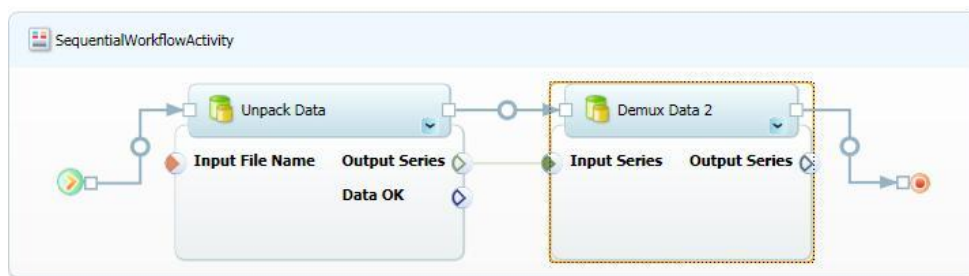 SequentialWorkflowActivity
Unpack Data
Demux Data 2
Input File Name Output Series
Input Series Output Series
Data OK